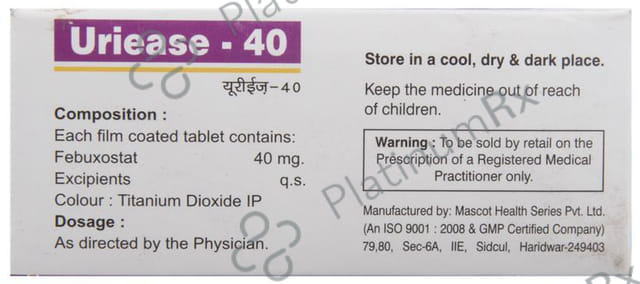 Uriease - 40
यूरीईज़-40
Composition :
Each film coated tablet contains:
Febuxostat 40 mg.
Excipients q.s.
Colour : Titanium Dioxide IP
Dosage :
As directed by the Physician.
Store in a cool, dry & dark place.
Keep the medicine out of reach
of children.
Warning : To be sold by retail on the
Prescription of a Registered Medical
Practitioner only.
Manufactured by: Mascot Health Series Pvt. Ltd.
(An ISO 9001 : 2008 & GMP Certified Company)
79,80, Sec-6A, IIE, Sidcul, Haridwar-249403
PlatinumRx